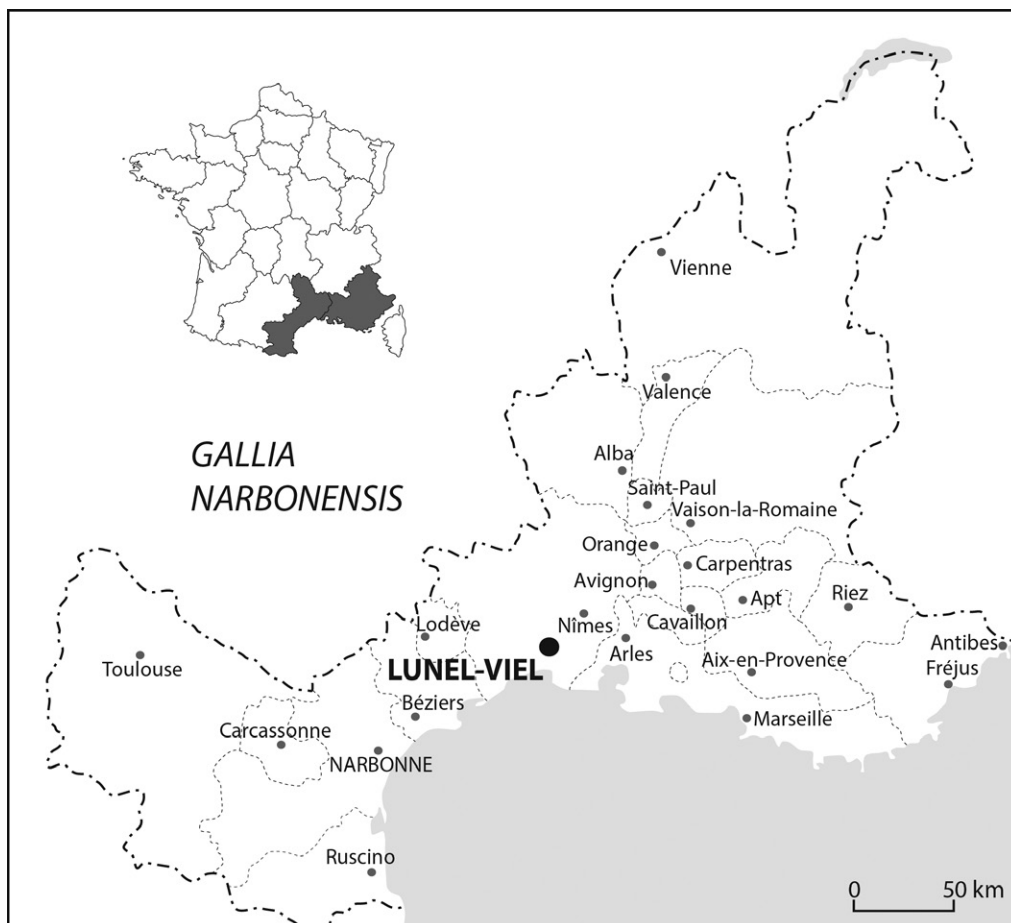 Vienne
Valence
GALLIA
NARBONENSIS
Alba
Saint-Paul
Vaison-la-Romaine
Orange
Carpentras
Avignon
Apt
Riez
Nîmes
Cavaillon
Lodève
Arles
Antibes
Toulouse
LUNEL-VIEL
Aix-en-Provence
Fréjus
Béziers
Marseille
Carcassonne
NARBONNE
Ruscino
0 50 km